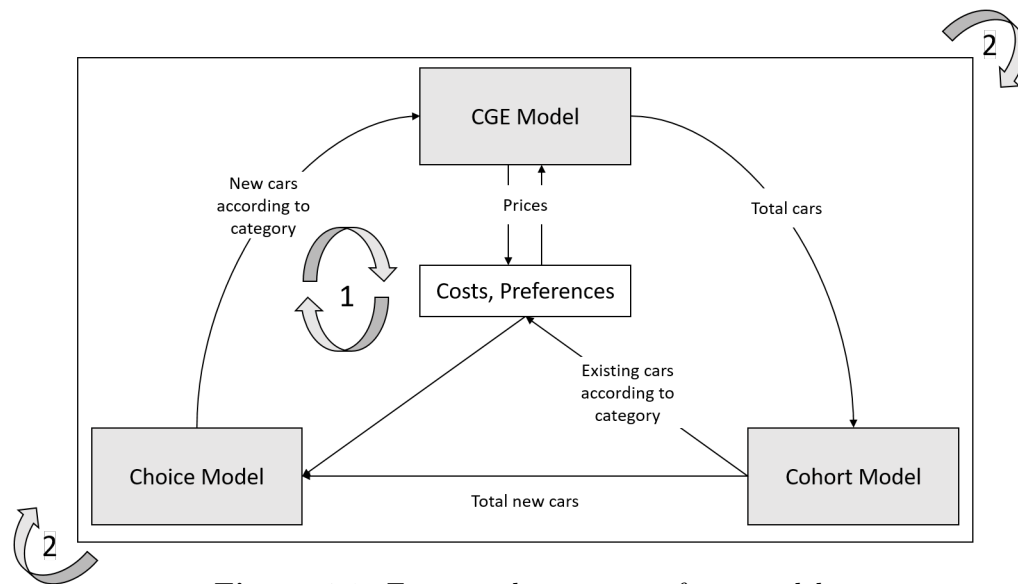 2
CGE Model
New cars
according to
category
Prices
Total cars
1
Costs, Preferences
Existing cars
according to
category
Choice Model
Cohort Model
Total new cars
2